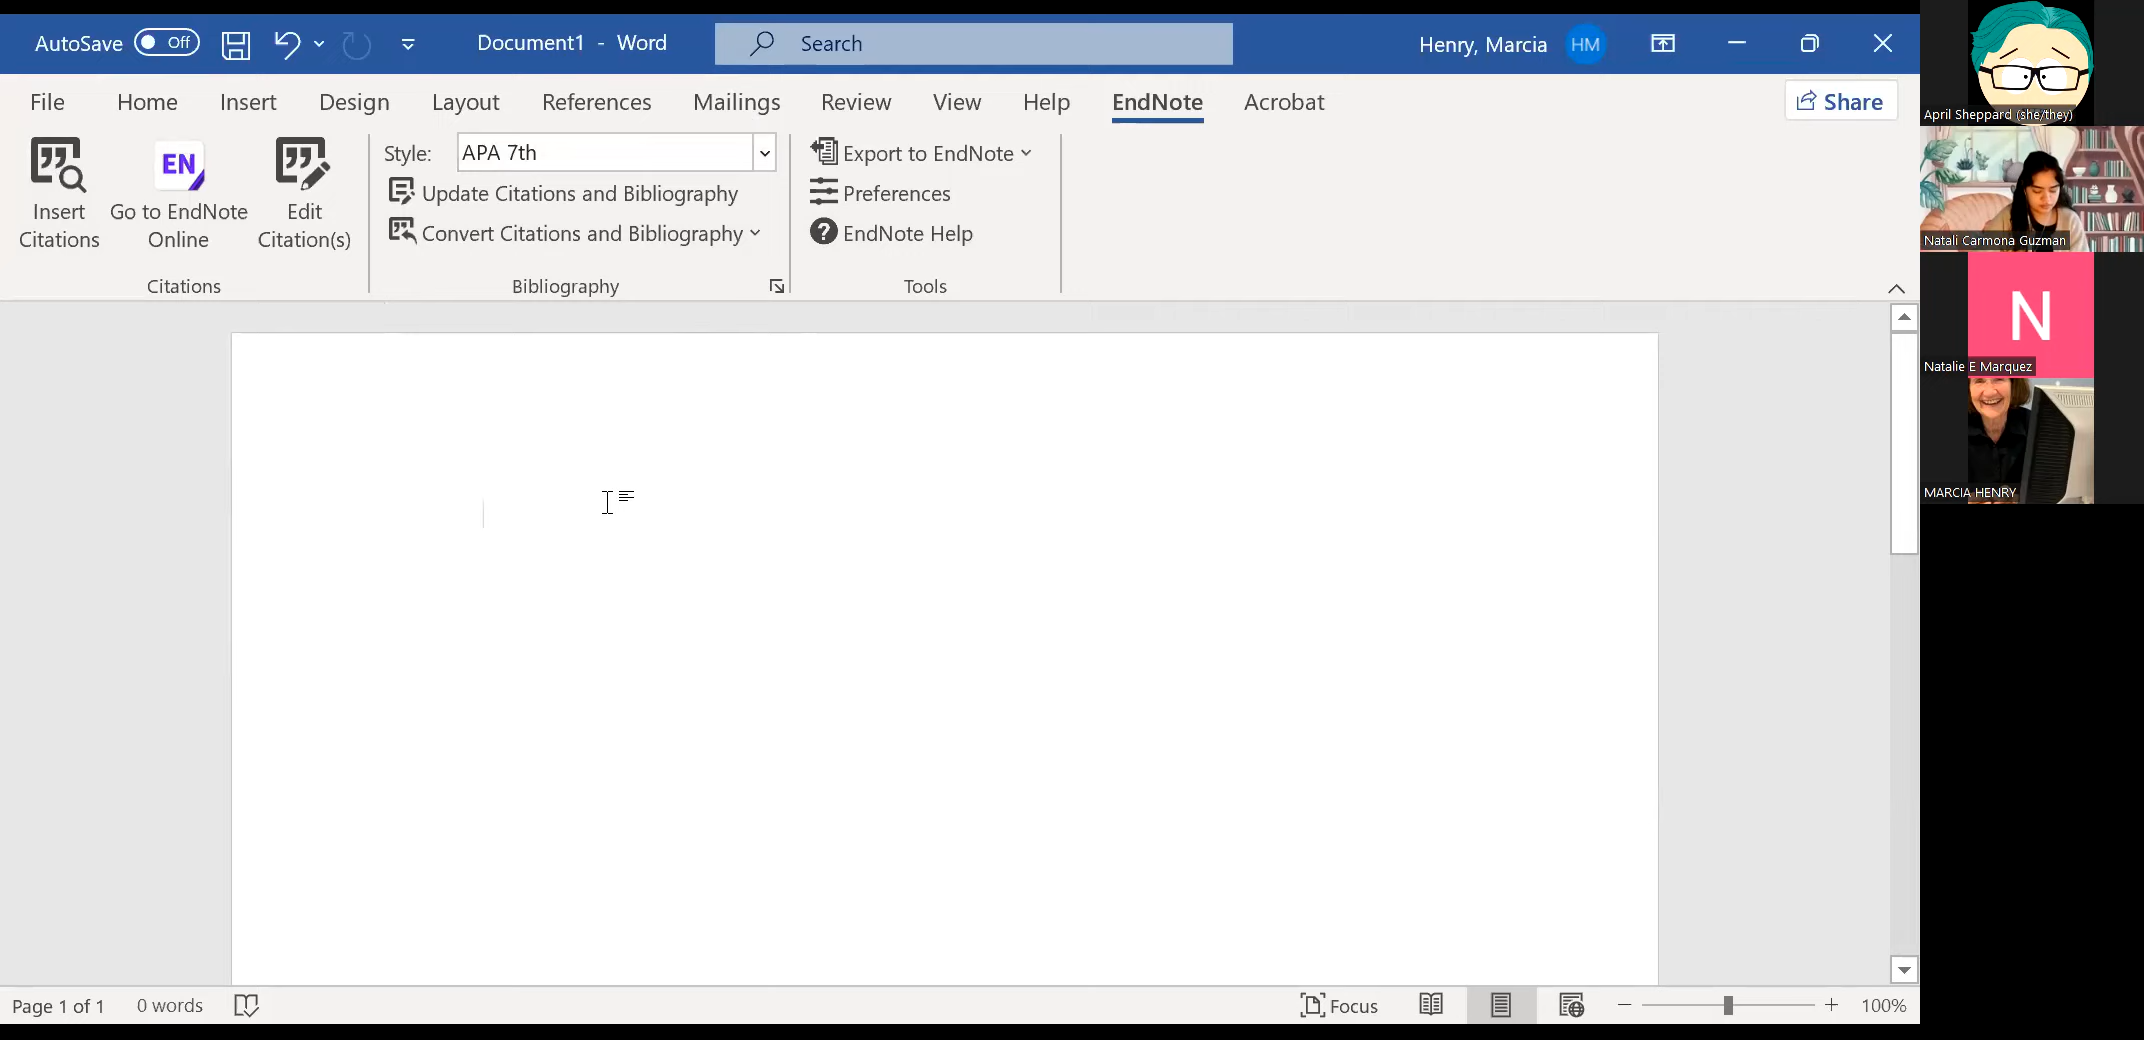 AutoSave Off Document1 - Word Search Henry, Marcia HM
File Home Insert Design Layout References Mailings Review View Help EndNote Acrobat Share
Insert Citations
EN Go to EndNote Online
Edit Citation(s)
Citations
Style: APA 7th
Update Citations and Bibliography
Convert Citations and Bibliography
Bibliography
Export to EndNote
Preferences
EndNote Help
Tools
April Sheppard (she/they)
Natali Carmona Guzman
N
Natalie E Marquez
MARCIA HENRY
Page 1 of 1 0 words Focus 100%